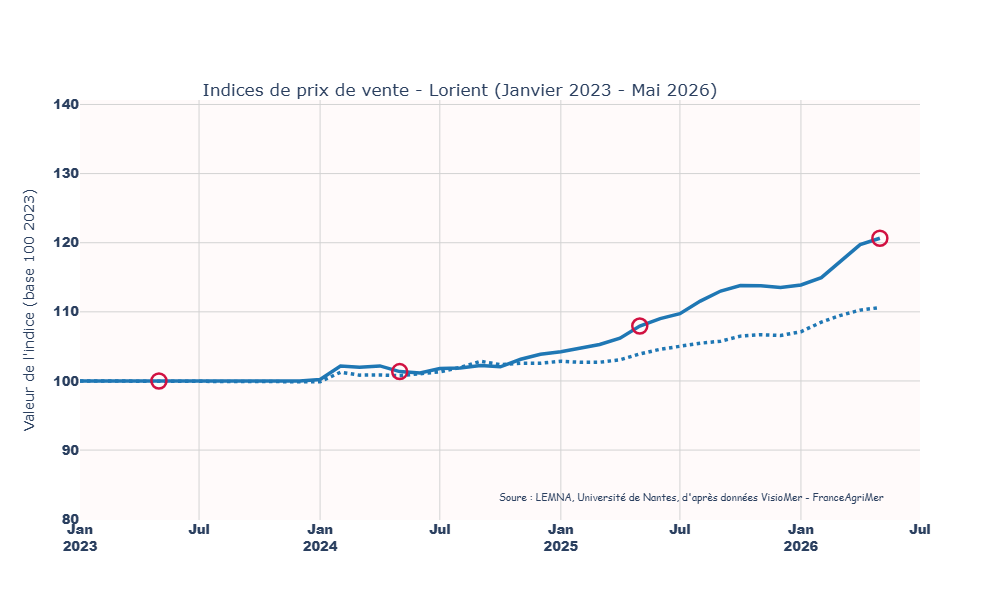 Indices de prix de vente - Lorient (Janvier 2023 - Mai 2026)
Valeur de l'indice (base 100 2023)
140
130
120
110
100
90
80
Soure : LEMNA, Université de Nantes, d'après données VisioMer - FranceAgriMer
Jan Jul Jan Jul Jan Jul Jan Jul
2023 2024 2025 2026